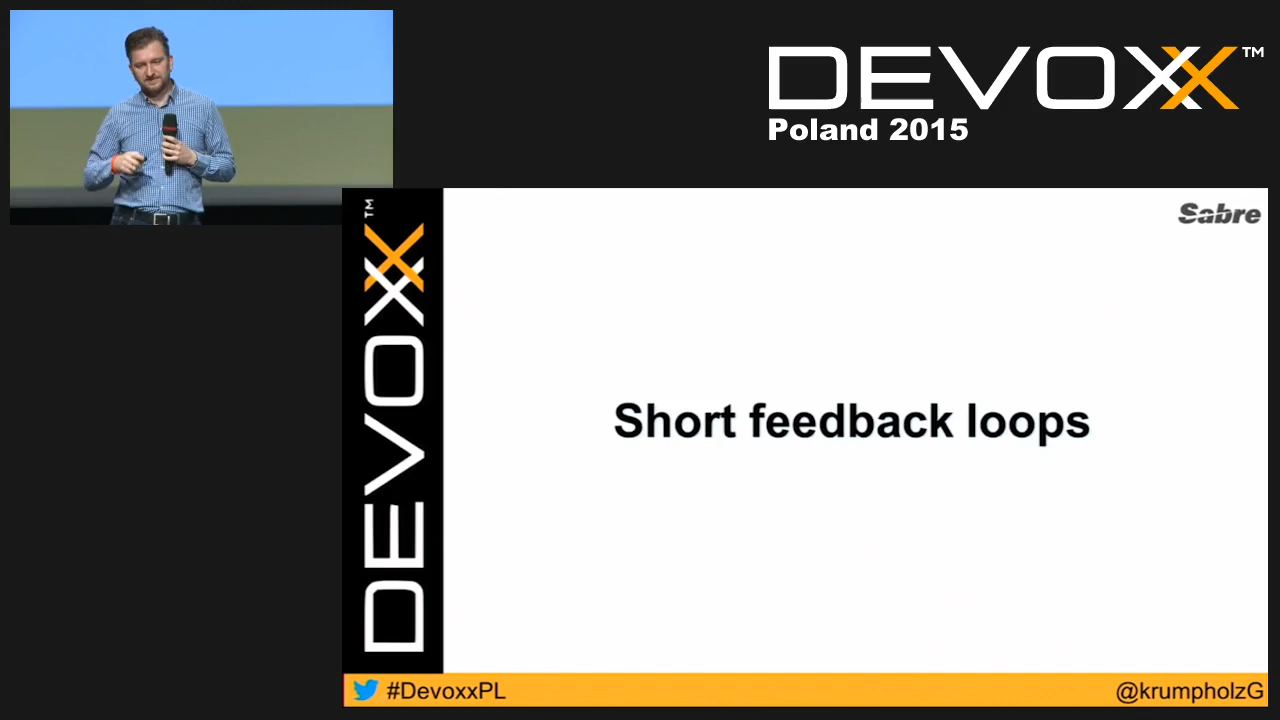 DEVOXX™
Poland 2015
DEVOXX™
Sabre
Short feedback loops
#DevoxxPL
@krumpholzG